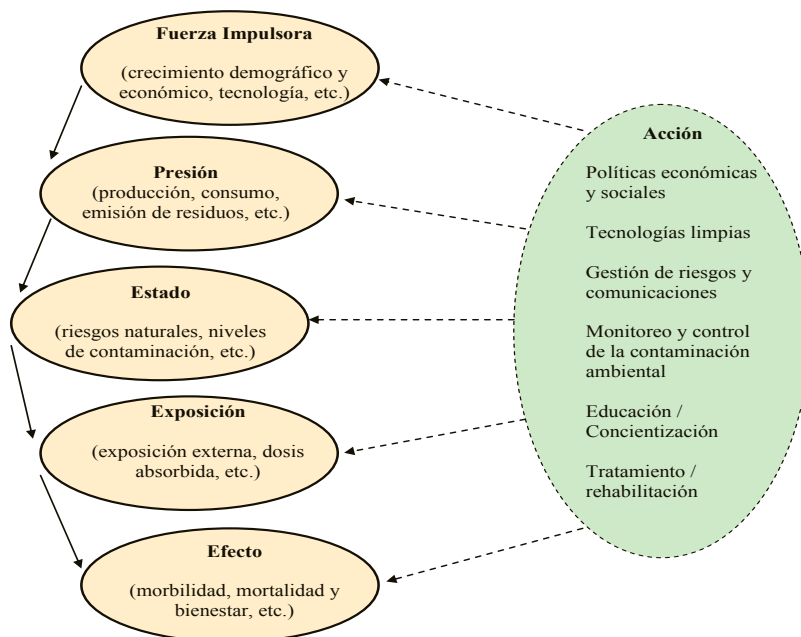 Fuerza Impulsora
(crecimiento demográfico y
económico, tecnología, etc.)
Presión
(producción, consumo,
emisión de residuos, etc.)
Estado
(riesgos naturales, niveles
de contaminación, etc.)
Exposición
(exposición externa, dosis
absorbida, etc.)
Efecto
(morbilidad, mortalidad y
bienestar, etc.)
Acción
Políticas económicas
y sociales
Tecnologías limpias
Gestión de riesgos y
comunicaciones
Monitoreo y control
de la contaminación
ambiental
Educación /
Concientización
Tratamiento /
rehabilitación